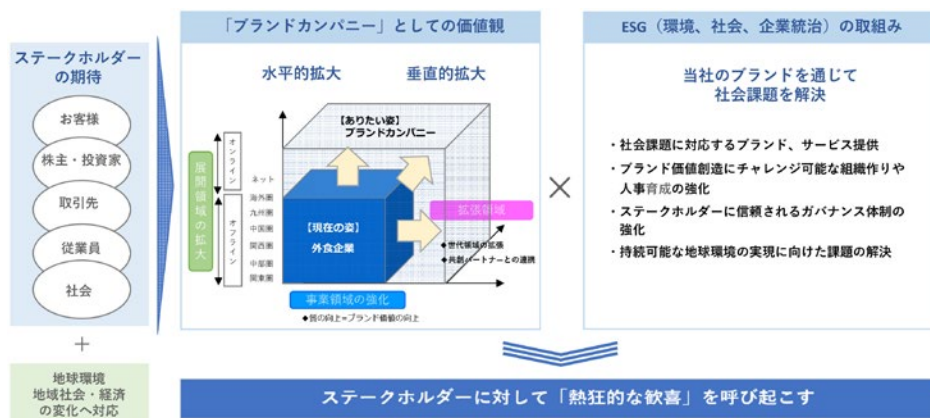 ステークホルダー
の期待
お客様
株主・投資家
取引先
従業員
社会
＋
地球環境
地域社会・経済
の変化へ対応
「ブランドカンパニー」としての価値観
水平的拡大
垂直的拡大
【ありたい姿】
ブランドカンパニー
展開領域の拡大
オンライン
オフライン
ネット
海外圏
九州圏
中国圏
関西圏
中部圏
関東圏
【現在の姿】
外食企業
拡張領域
◆世代領域の拡張
◆共創パートナーとの連携
事業領域の強化
◆質の向上＝ブランド価値の向上
×
ESG（環境、社会、企業統治）の取組み
当社のブランドを通じて
社会課題を解決
・社会課題に対応するブランド、サービス提供
・ブランド価値創造にチャレンジ可能な組織作りや
人事育成の強化
・ステークホルダーに信頼されるガバナンス体制の
強化
・持続可能な地球環境の実現に向けた課題の解決
ステークホルダーに対して「熱狂的な歓喜」を呼び起こす